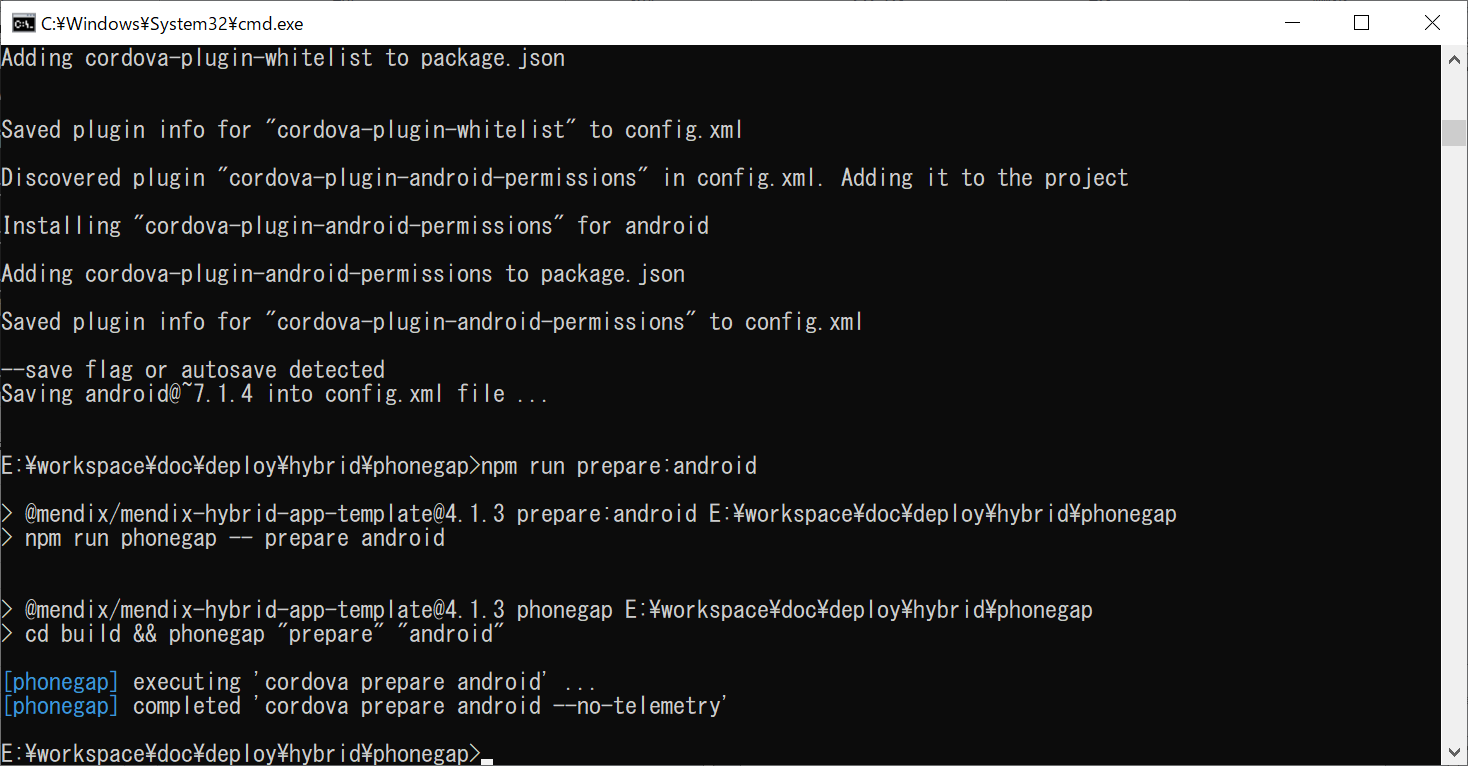 C:¥Windows¥System32¥cmd.exe
Adding cordova-plugin-whitelist to package.json
Saved plugin info for "cordova-plugin-whitelist" to config.xml
Discovered plugin "cordova-plugin-android-permissions" in config.xml. Adding it to the project
Installing "cordova-plugin-android-permissions" for android
Adding cordova-plugin-android-permissions to package.json
Saved plugin info for "cordova-plugin-android-permissions" to config.xml
--save flag or autosave detected
Saving android@~7.1.4 into config.xml file ...
E:¥workspace¥doc¥deploy¥hybrid¥phonegap>npm run prepare:android
> @mendix/mendix-hybrid-app-template@4.1.3 prepare:android E:¥workspace¥doc¥deploy¥hybrid¥phonegap
> npm run phonegap -- prepare android
> @mendix/mendix-hybrid-app-template@4.1.3 phonegap E:¥workspace¥doc¥deploy¥hybrid¥phonegap
> cd build && phonegap "prepare" "android"
[phonegap] executing 'cordova prepare android' ...
[phonegap] completed 'cordova prepare android --no-telemetry'
E:¥workspace¥doc¥deploy¥hybrid¥phonegap>